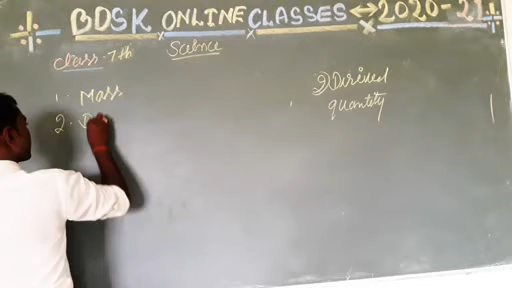 BDSK ONLINE CLASSES ↔ 2020-21
Science
Class-7th
1. Mass
2.
2) Derived
quantity